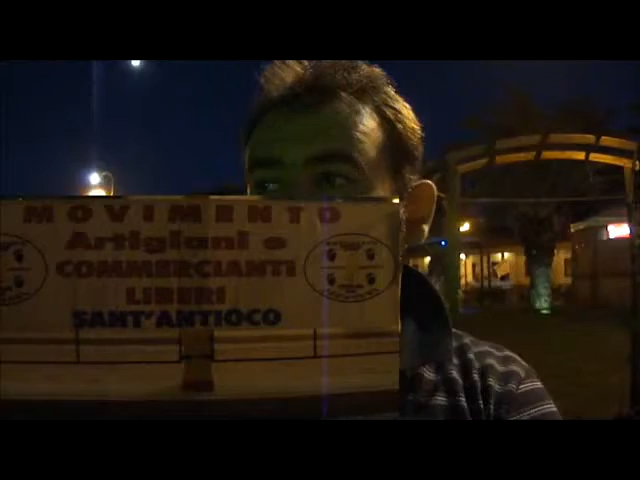 MOVIMENTO
Artigiani e
COMMERCIANTI
LIBERI
SANT'ANTIOCO